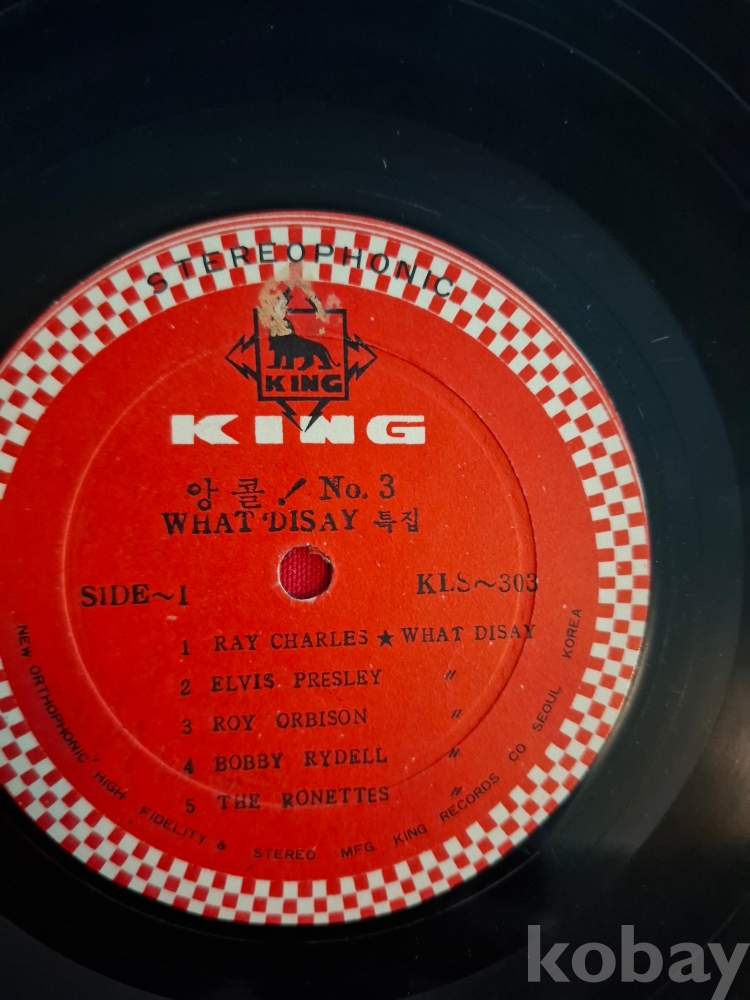 STEREOPHONIC
KING
KING
앙콜! No. 3
WHAT'DISAY 특집
SIDE~1 KLS~303
1 RAY CHARLES ★ WHAT DISAY
2 ELVIS PRESLEY 〃
3 ROY ORBISON 〃
4 BOBBY RYDELL 〃
5 THE RONETTES 〃
NEW ORTHOPHONIC HIGH FIDELITY & STEREO MFG. KING RECORDS CO SEOUL KOREA
kobay